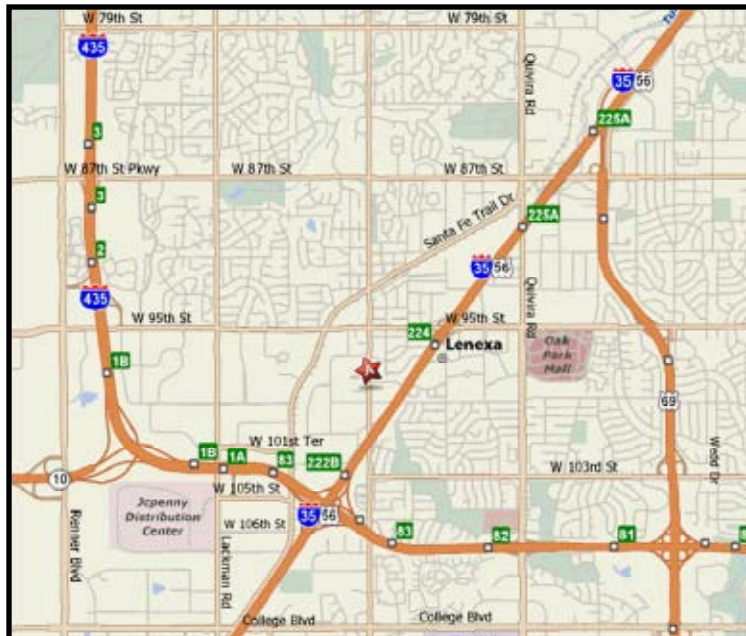 W 79th St
W 79th St
435
Quivira Rd
35 56
3
225A
W 87th St Pkwy
W 87th St
W 87th St
3
Santa Fe Trail Dr
225A
2
35 56
435
Quivira Rd
W 95th St
W 95th St
224
Lenexa
Oak
Park
Mall
1B
69
W 101st Ter
Wedd Dr
1B
1A
83
222B
W 103rd St
10
W 105th St
Jcpenny
Distribution
Center
35 56
W 106th St
83
82
81
Renner Blvd
Lackman Rd
College Blvd
College Blvd